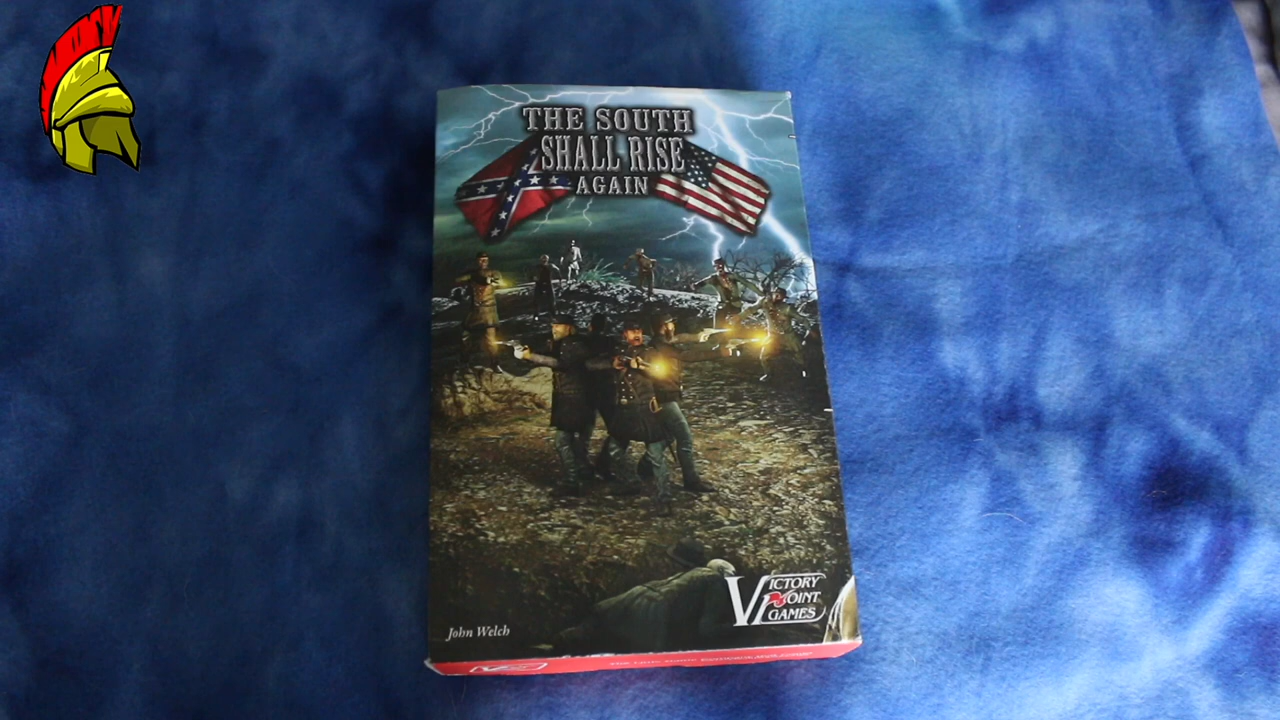 THE SOUTH
SHALL RISE
AGAIN
VICTORY
POINT
GAMES
John Welch